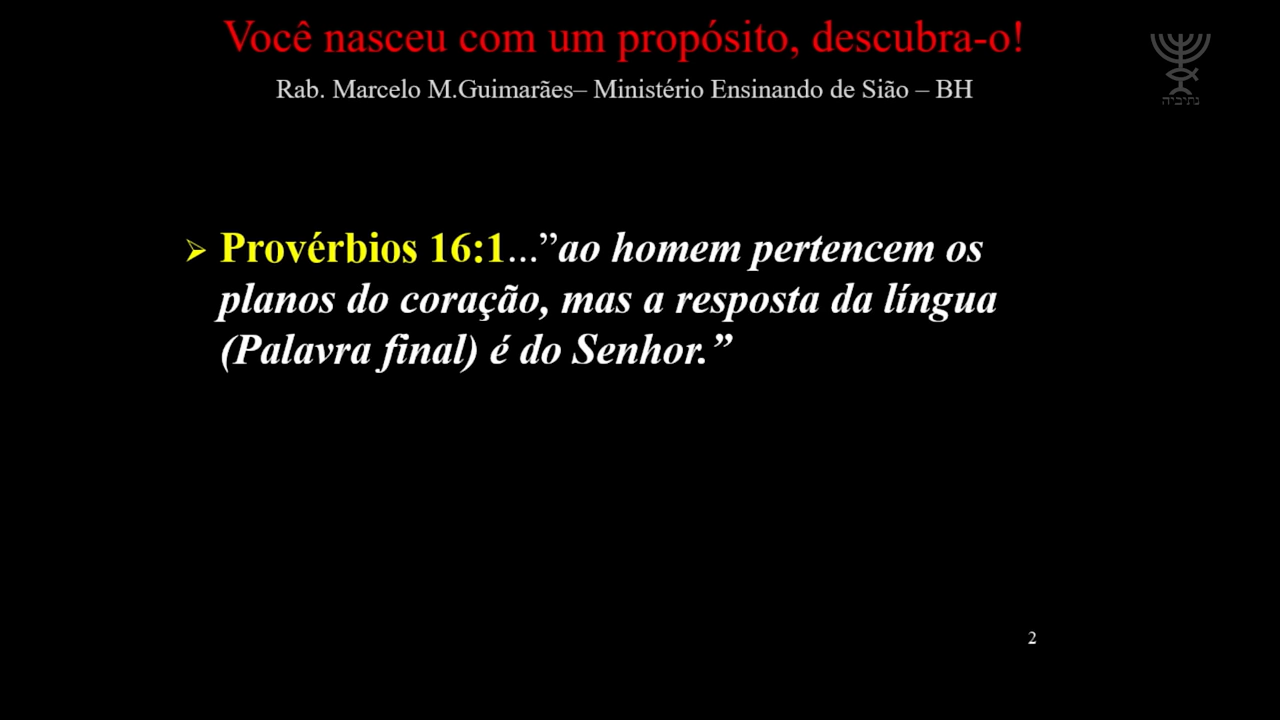 Você nasceu com um propósito, descubra-o!
Rab. Marcelo M.Guimarães– Ministério Ensinando de Sião – BH
נתיביה
➢ Provérbios 16:1...”ao homem pertencem os
planos do coração, mas a resposta da língua
(Palavra final) é do Senhor.”
2